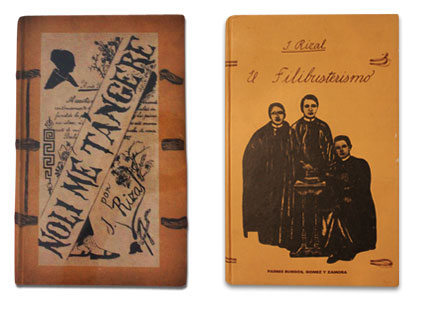 NOLI ME TANGERE
por
J. Rizal
J. Rizal
El Filibusterismo
PADRES BURGOS, GOMEZ Y ZAMORA